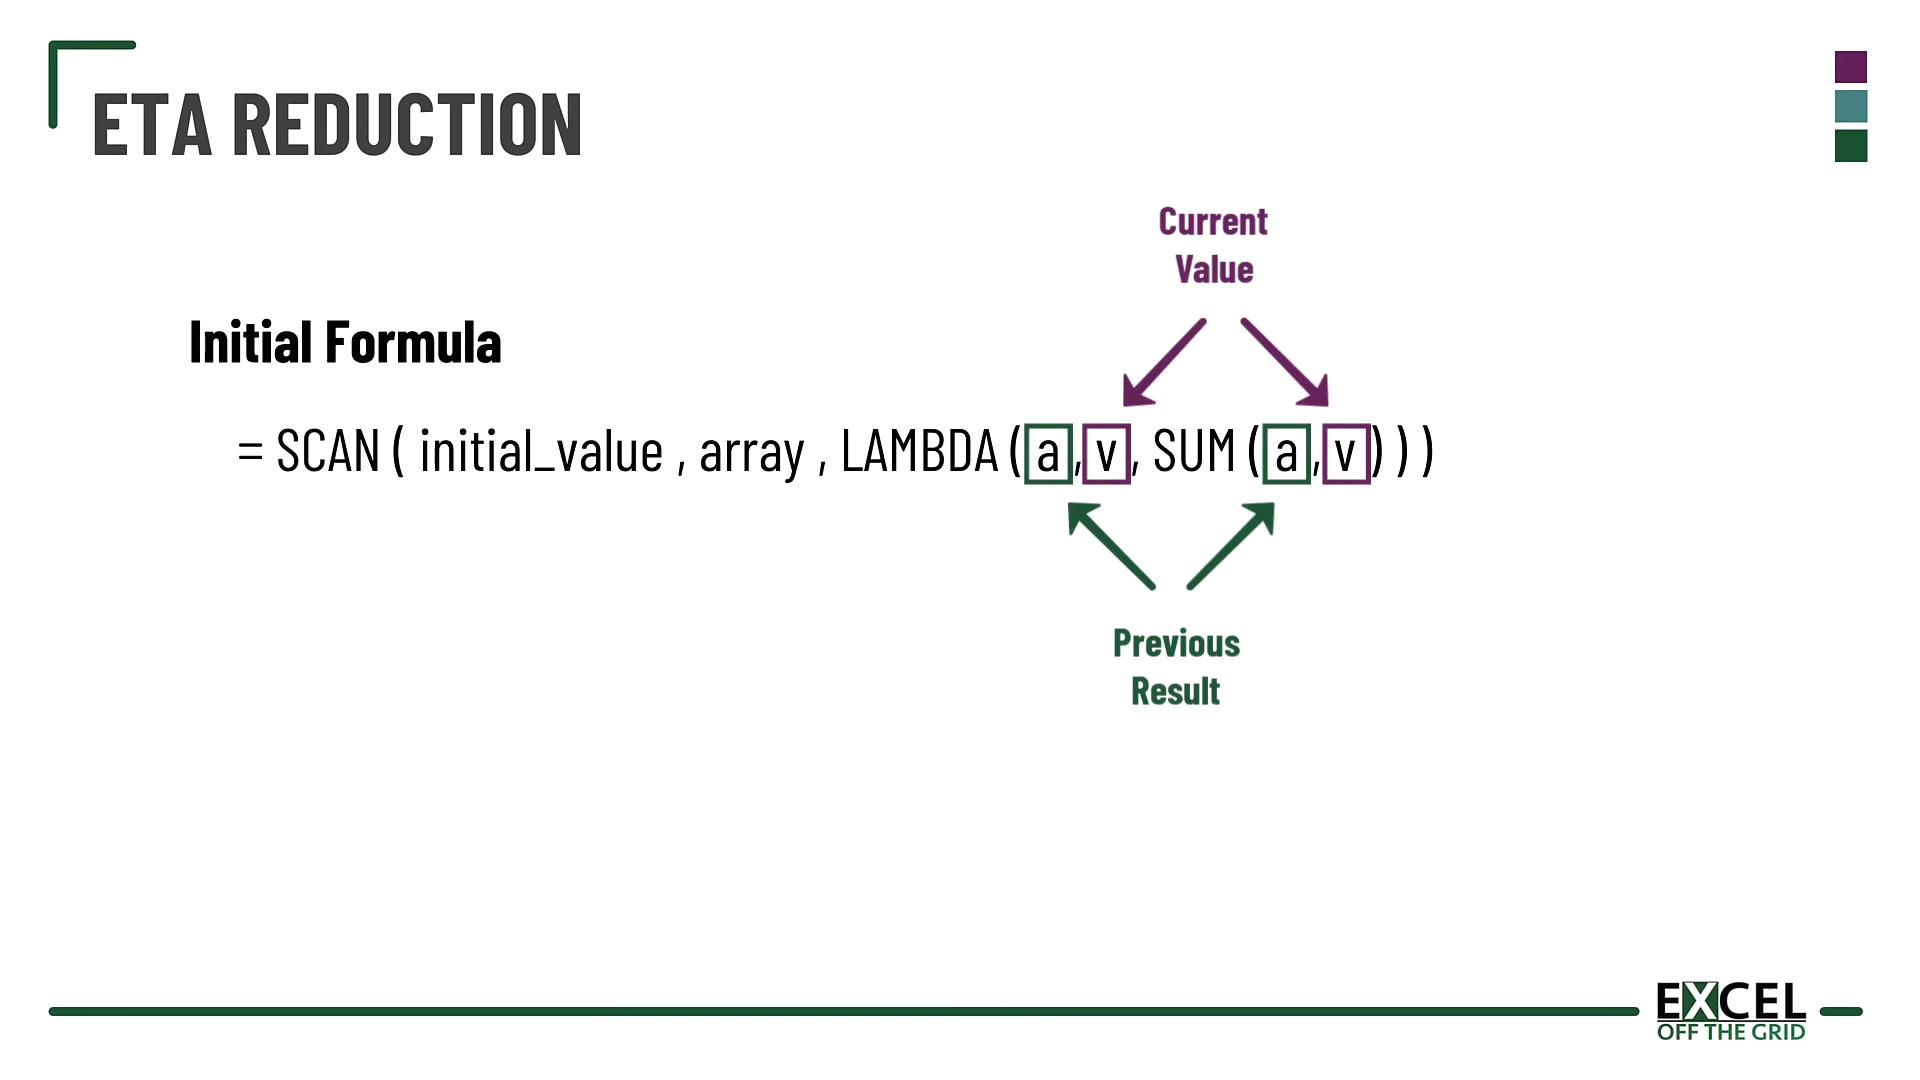 ETA REDUCTION
Current
Value
Initial Formula
= SCAN ( initial_value , array , LAMBDA ( a , v , SUM ( a , v ) ) )
Previous
Result
EXCEL
OFF THE GRID